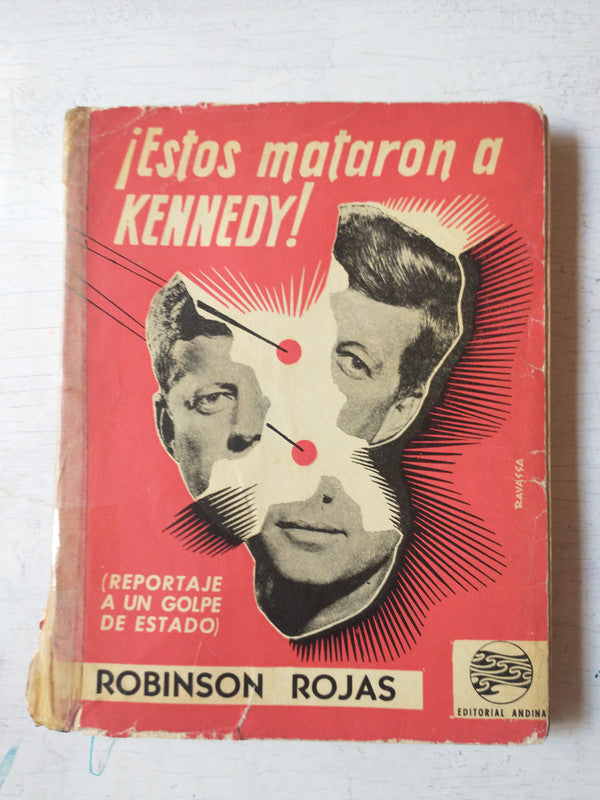 ¡Estos mataron a
KENNEDY!
RAVASSA
(REPORTAJE
A UN GOLPE
DE ESTADO)
ROBINSON ROJAS
EDITORIAL ANDINA